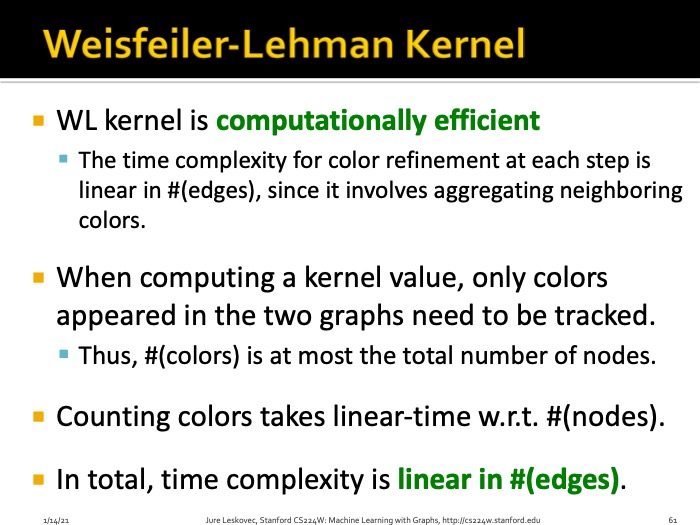 Weisfeiler-Lehman Kernel
WL kernel is computationally efficient
The time complexity for color refinement at each step is
linear in #(edges), since it involves aggregating neighboring
colors.
When computing a kernel value, only colors
appeared in the two graphs need to be tracked.
Thus, #(colors) is at most the total number of nodes.
Counting colors takes linear-time w.r.t. #(nodes).
In total, time complexity is linear in #(edges).
1/14/21 Jure Leskovec, Stanford CS224W: Machine Learning with Graphs, http://cs224w.stanford.edu 61